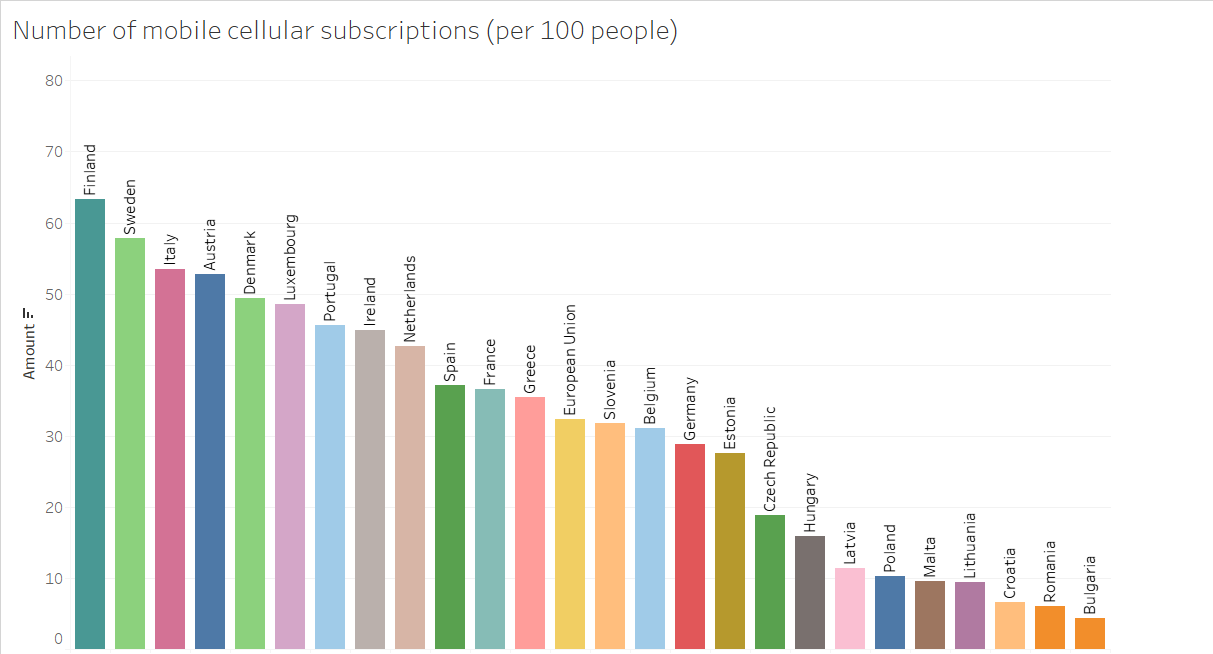 Number of mobile cellular subscriptions (per 100 people)
80
70
60
50
40
30
20
10
0
Amount
Finland
Sweden
Italy
Austria
Denmark
Luxembourg
Portugal
Ireland
Netherlands
Spain
France
Greece
European Union
Slovenia
Belgium
Germany
Estonia
Czech Republic
Hungary
Latvia
Poland
Malta
Lithuania
Croatia
Romania
Bulgaria